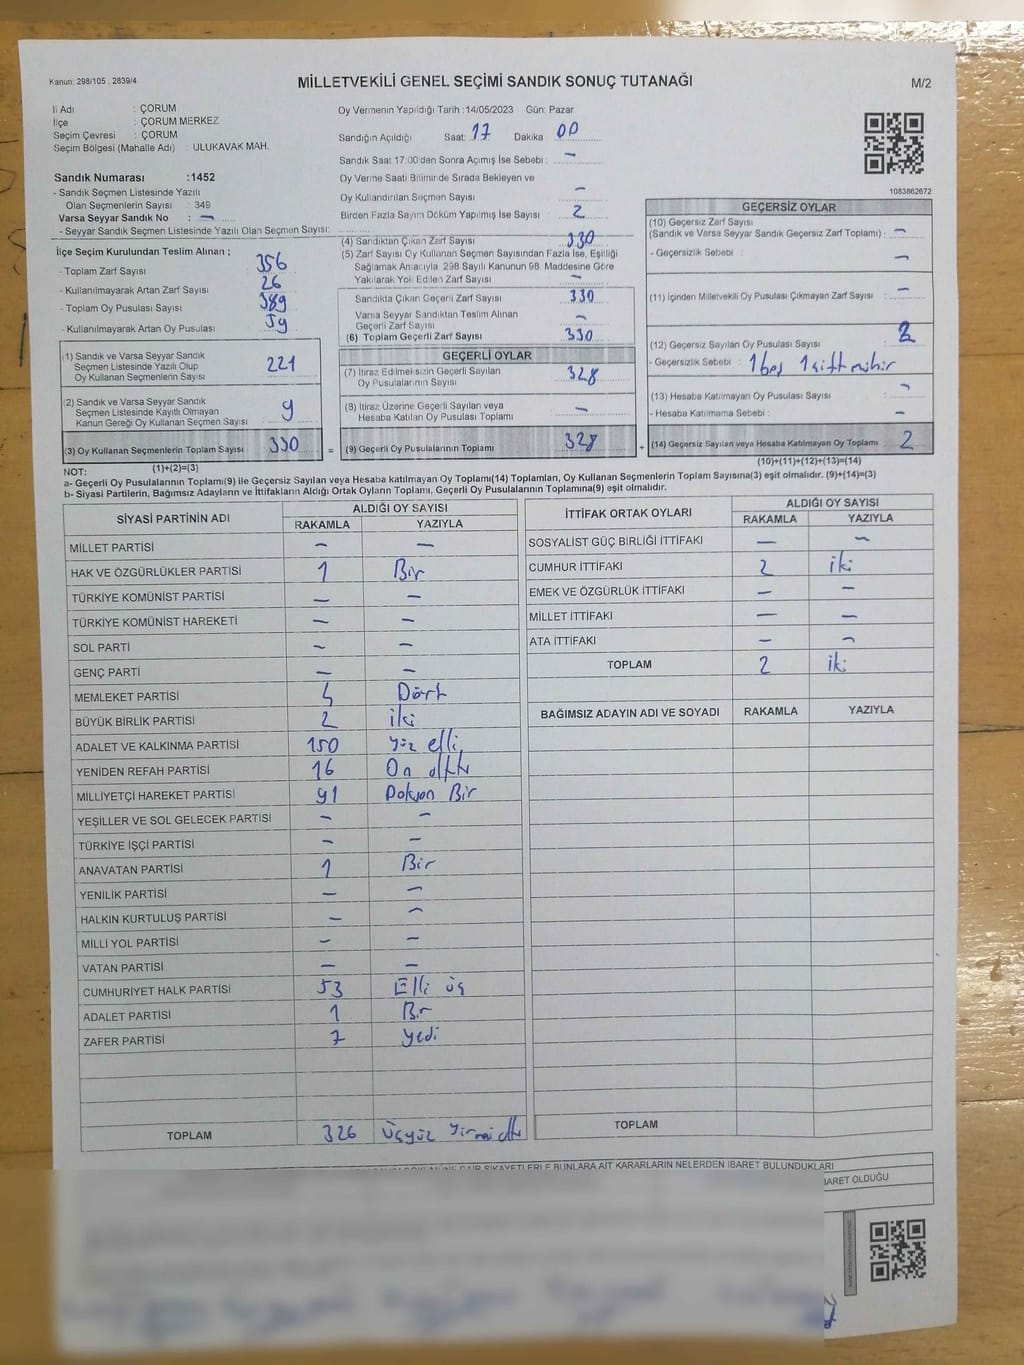 Kanun: 298/105 , 2839/4
MİLLETVEKİLİ GENEL SEÇİMİ SANDIK SONUÇ TUTANAĞI
M/2
İl Adı : ÇORUM
İlçe : ÇORUM MERKEZ
Seçim Çevresi : ÇORUM
Seçim Bölgesi (Mahalle Adı) : ULUKAVAK MAH.
Sandık Numarası :1452
- Sandık Seçmen Listesinde Yazılı
Olan Seçmenlerin Sayısı : 349
Varsa Seyyar Sandık No : –
- Seyyar Sandık Seçmen Listesinde Yazılı Olan Seçmen Sayısı:
Oy Vermenin Yapıldığı Tarih :14/05/2023 Gün: Pazar
Sandığın Açıldığı Saat: 17 Dakika 00
Sandık Saat 17:00'den Sonra Açılmış İse Sebebi : –
Oy Verme Saati Bitiminde Sırada Bekleyen ve
Oy Kullandırılan Seçmen Sayısı –
Birden Fazla Sayım Döküm Yapılmış İse Sayısı 2
1083862672
İlçe Seçim Kurulundan Teslim Alınan ;
- Toplam Zarf Sayısı 356
- Kullanılmayarak Artan Zarf Sayısı 26
- Toplam Oy Pusulası Sayısı 389
- Kullanılmayarak Artan Oy Pusulası 59
(1) Sandık ve Varsa Seyyar Sandık
Seçmen Listesinde Yazılı Olup
Oy Kullanan Seçmenlerin Sayısı 221
(2) Sandık ve Varsa Seyyar Sandık
Seçmen Listesinde Kayıtlı Olmayan
Kanun Gereği Oy Kullanan Seçmen Sayısı 9
(3) Oy Kullanan Seçmenlerin Toplam Sayısı 330
(4) Sandıktan Çıkan Zarf Sayısı 330
(5) Zarf Sayısı Oy Kullanan Seçmen Sayısından Fazla İse, Eşitliği
Sağlamak Amacıyla 298 Sayılı Kanunun 98. Maddesine Göre
Yakılarak Yok Edilen Zarf Sayısı –
Sandıkta Çıkan Geçerli Zarf Sayısı 330
Varsa Seyyar Sandıktan Teslim Alınan
Geçerli Zarf Sayısı –
(6) Toplam Geçerli Zarf Sayısı 330
GEÇERLİ OYLAR
(7) İtiraz Edilmeksizin Geçerli Sayılan
Oy Pusulalarının Sayısı 328
(8) İtiraz Üzerine Geçerli Sayılan veya
Hesaba Katılan Oy Pusulası Toplamı –
= (9) Geçerli Oy Pusulalarının Toplamı 328
GEÇERSİZ OYLAR
(10) Geçersiz Zarf Sayısı
(Sandık ve Varsa Seyyar Sandık Geçersiz Zarf Toplamı) : –
- Geçersizlik Sebebi : –
(11) İçinden Milletvekili Oy Pusulası Çıkmayan Zarf Sayısı : –
(12) Geçersiz Sayılan Oy Pusulası Sayısı : 2
- Geçersizlik Sebebi : 1 boş 1 çift mühür
(13) Hesaba Katılmayan Oy Pusulası Sayısı : –
- Hesaba Katılmama Sebebi : –
+ (14) Geçersiz Sayılan veya Hesaba Katılmayan Oy Toplamı 2
NOT: (1)+(2)=(3)
(10)+(11)+(12)+(13)=(14)
a- Geçerli Oy Pusulalarının Toplamı(9) ile Geçersiz Sayılan veya Hesaba katılmayan Oy Toplamı(14) Toplamları, Oy Kullanan Seçmenlerin Toplam Sayısına(3) eşit olmalıdır. (9)+(14)=(3)
b- Siyasi Partilerin, Bağımsız Adayların ve İttifakların Aldığı Ortak Oyların Toplamı, Geçerli Oy Pusulalarının Toplamına(9) eşit olmalıdır.
SİYASİ PARTİNİN ADI ALDIĞI OY SAYISI
RAKAMLA YAZIYLA
MİLLET PARTİSİ – –
HAK VE ÖZGÜRLÜKLER PARTİSİ 1 Bir
TÜRKİYE KOMÜNİST PARTİSİ – –
TÜRKİYE KOMÜNİST HAREKETİ – –
SOL PARTİ – –
GENÇ PARTİ – –
MEMLEKET PARTİSİ 4 Dört
BÜYÜK BİRLİK PARTİSİ 2 iki
ADALET VE KALKINMA PARTİSİ 150 yüz elli
YENİDEN REFAH PARTİSİ 16 On altı
MİLLİYETÇİ HAREKET PARTİSİ 91 Doksan Bir
YEŞİLLER VE SOL GELECEK PARTİSİ – –
TÜRKİYE İŞÇİ PARTİSİ – –
ANAVATAN PARTİSİ 1 Bir
YENİLİK PARTİSİ – –
HALKIN KURTULUŞ PARTİSİ – –
MİLLİ YOL PARTİSİ – –
VATAN PARTİSİ – –
CUMHURİYET HALK PARTİSİ 53 Elli üç
ADALET PARTİSİ 1 Bir
ZAFER PARTİSİ 7 yedi
TOPLAM 326 Üçyüz Yirmi altı
İTTİFAK ORTAK OYLARI ALDIĞI OY SAYISI
RAKAMLA YAZIYLA
SOSYALİST GÜÇ BİRLİĞİ İTTİFAKI – –
CUMHUR İTTİFAKI 2 iki
EMEK VE ÖZGÜRLÜK İTTİFAKI – –
MİLLET İTTİFAKI – –
ATA İTTİFAKI – –
TOPLAM 2 iki
BAĞIMSIZ ADAYIN ADI VE SOYADI RAKAMLA YAZIYLA
TOPLAM
DAİR ŞİKAYETLERLE BUNLARA AİT KARARLARIN NELERDEN İBARET BULUNDUKLARI
İBARET OLDUĞU